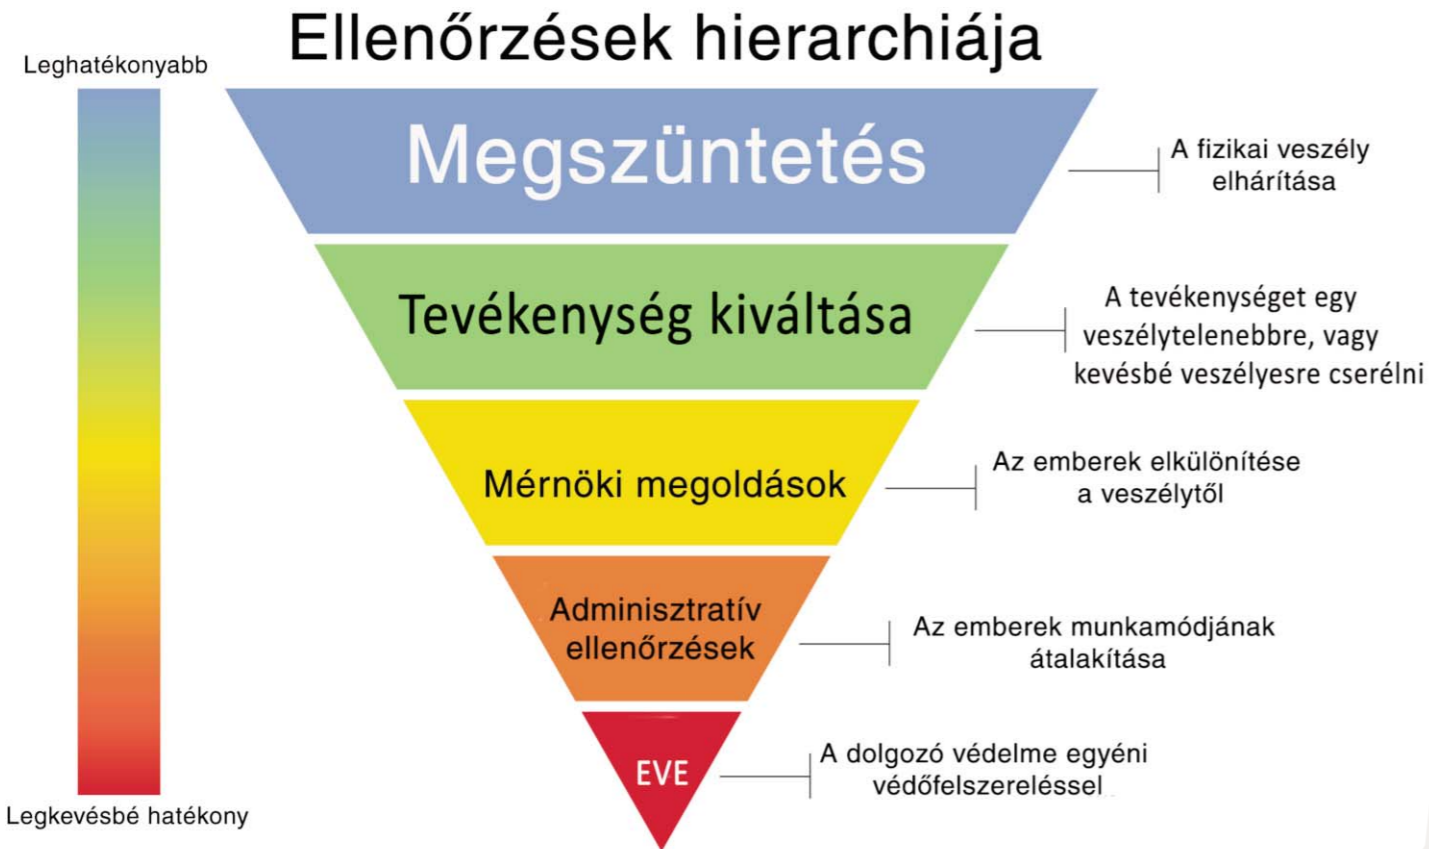 Ellenőrzések hierarchiája
Leghatékonyabb
Megszüntetés
A fizikai veszély
elhárítása
Tevékenység kiváltása
A tevékenységet egy
veszélytelenebbre, vagy
kevésbé veszélyesre cserélni
Mérnöki megoldások
Az emberek elkülönítése
a veszélytől
Adminisztratív
ellenőrzések
Az emberek munkamódjának
átalakítása
EVE
A dolgozó védelme egyéni
védőfelszereléssel
Legkevésbé hatékony